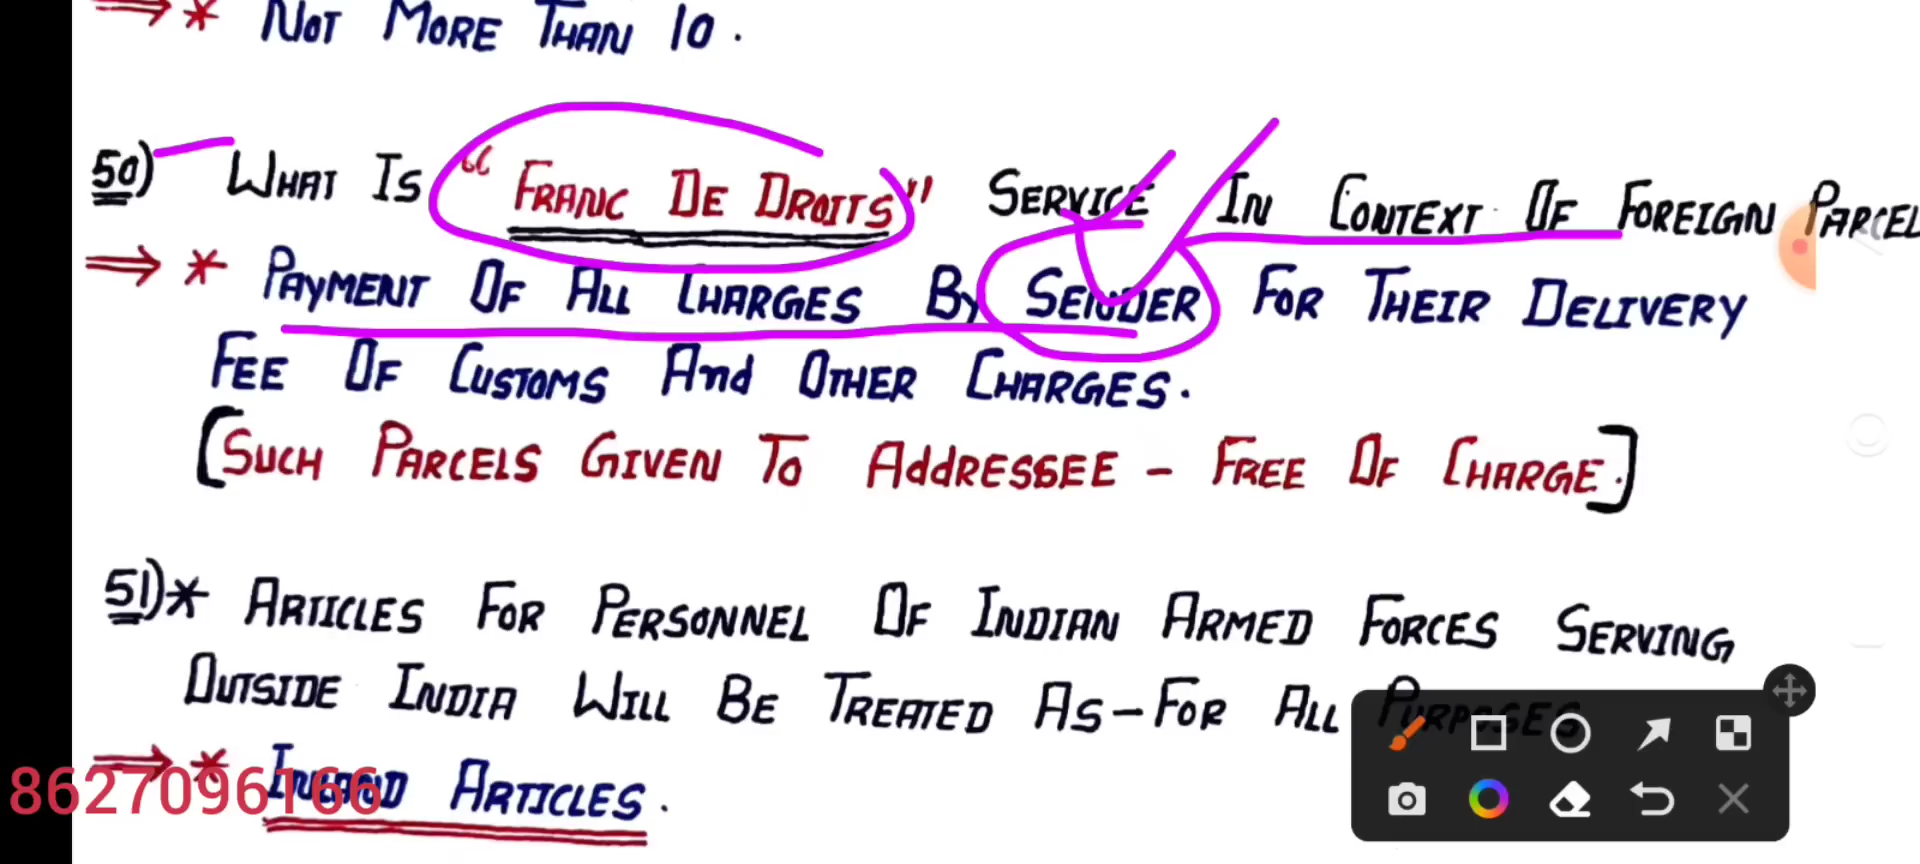 ⇒ * NOT MORE THAN 10 .
50) WHAT IS " FRANC DE DROITS " SERVICE IN CONTEXT OF FOREIGN PARCEL
⇒ * PAYMENT OF ALL CHARGES BY SENDER FOR THEIR DELIVERY
FEE OF CUSTOMS AND OTHER CHARGES.
[SUCH PARCELS GIVEN TO ADDRESSEE - FREE OF CHARGE.]
51)* ARTICLES FOR PERSONNEL OF INDIAN ARMED FORCES SERVING
OUTSIDE INDIA WILL BE TREATED AS-FOR ALL PURPOSES
⇒ * INLAND ARTICLES .
8627096166